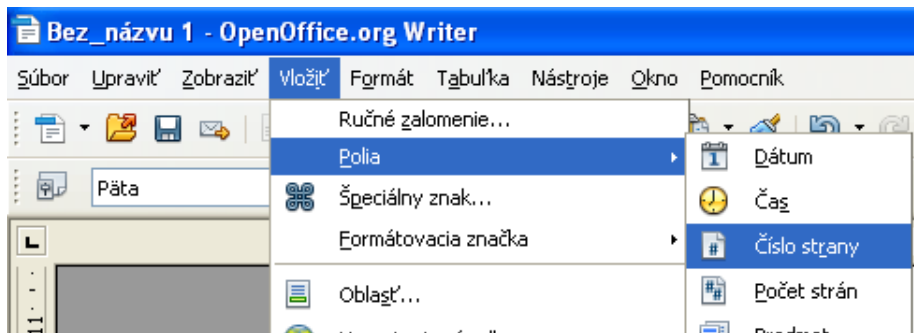 Bez_názvu 1 - OpenOffice.org Writer
Súbor Upraviť Zobraziť Vložiť Formát Tabuľka Nástroje Okno Pomocník
Ručné zalomenie...
Polia
Dátum
Päta
Špeciálny znak...
Čas
Formátovacia značka
Číslo strany
Oblasť...
Počet strán